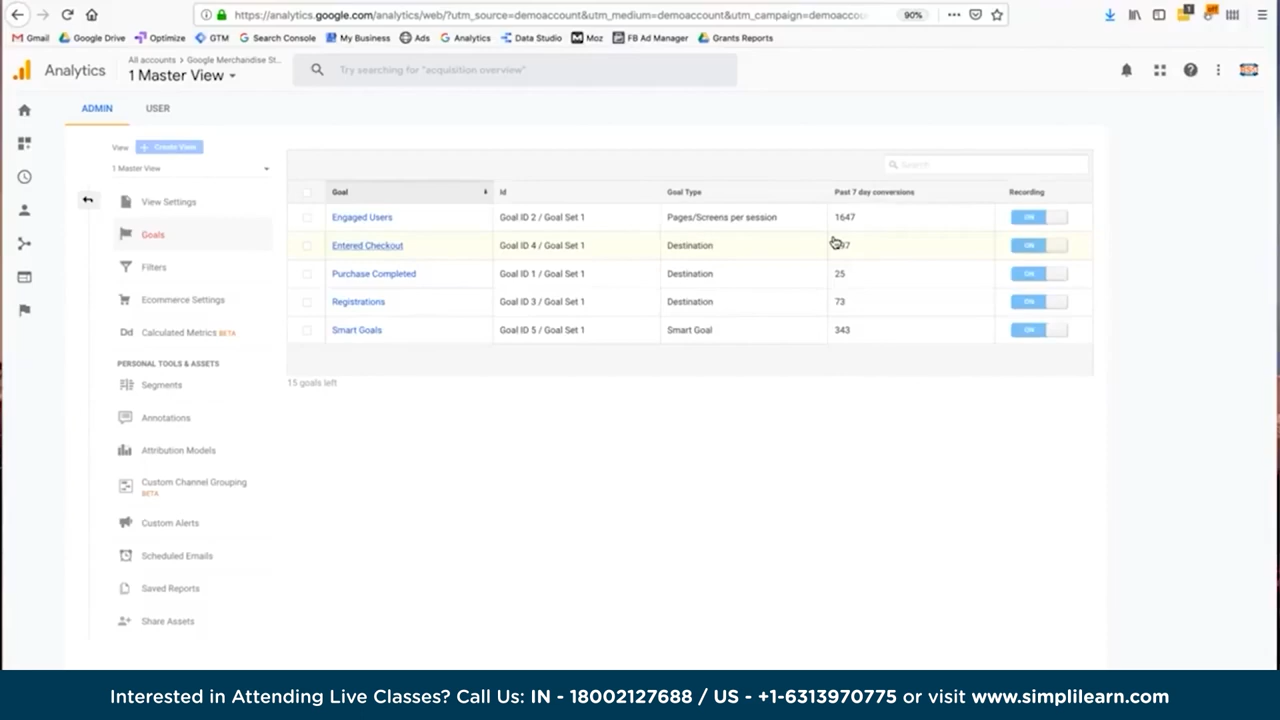 https://analytics.google.com/analytics/web/?utm_source=demoaccount&utm_medium=demoaccount&utm_campaign=demoaccou
90%
Gmail Google Drive Optimize GTM Search Console My Business Ads Analytics Data Studio Moz FB Ad Manager Grants Reports
Analytics
All accounts > Google Merchandise St...
1 Master View
Try searching for "acquisition overview"
ADMIN USER
View + Create View
1 Master View
Search
Goal Id Goal Type Past 7 day conversions Recording
Engaged Users Goal ID 2 / Goal Set 1 Pages/Screens per session 1647 ON
Entered Checkout Goal ID 4 / Goal Set 1 Destination ON
Purchase Completed Goal ID 1 / Goal Set 1 Destination 25 ON
Registrations Goal ID 3 / Goal Set 1 Destination 73 ON
Smart Goals Goal ID 5 / Goal Set 1 Smart Goal 343 ON
15 goals left
View Settings
Goals
Filters
Ecommerce Settings
Dd Calculated Metrics BETA
PERSONAL TOOLS & ASSETS
Segments
Annotations
Attribution Models
Custom Channel Grouping
BETA
Custom Alerts
Scheduled Emails
Saved Reports
Share Assets
Interested in Attending Live Classes? Call Us: IN - 18002127688 / US - +1-6313970775 or visit www.simplilearn.com